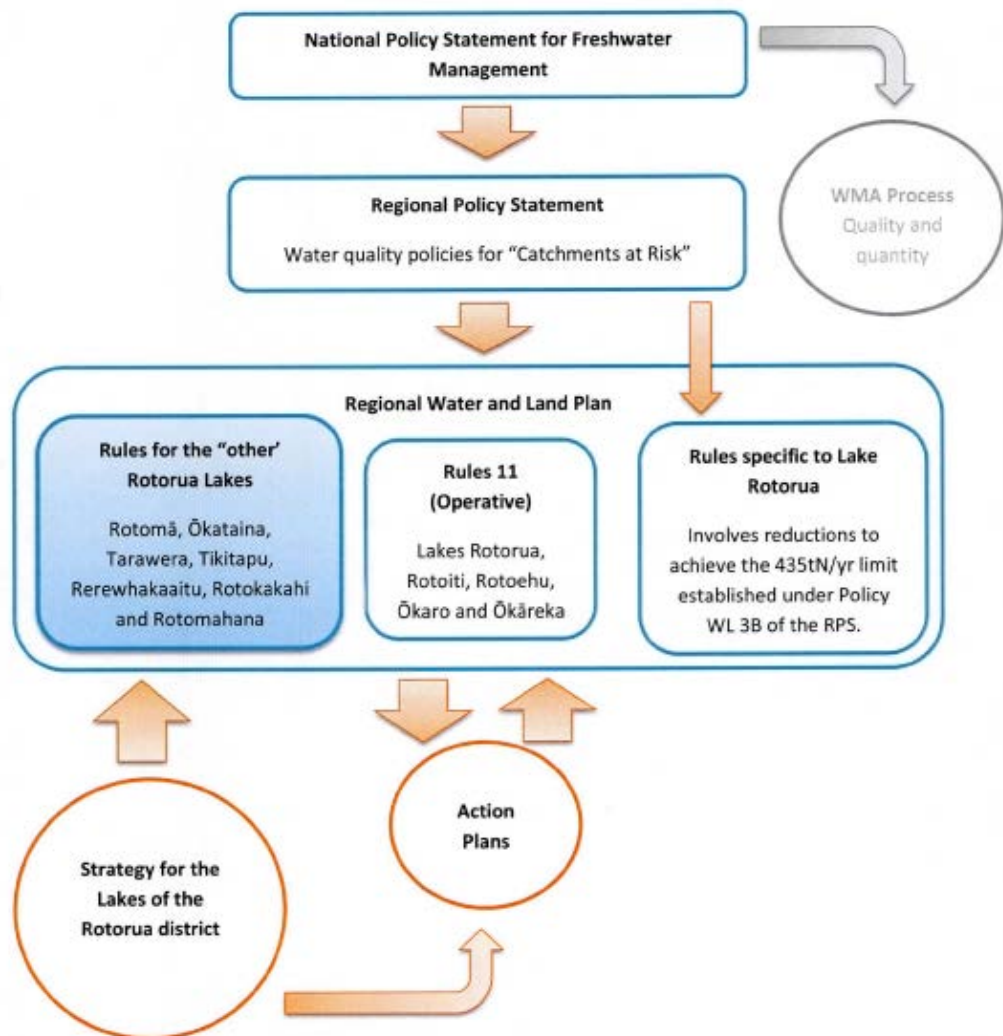 National Policy Statement for Freshwater
Management
WMA Process
Quality and
quantity
Regional Policy Statement
Water quality policies for “Catchments at Risk”
Regional Water and Land Plan
Rules for the “other’
Rotorua Lakes
Rotomā, Ōkataina,
Tarawera, Tikitapu,
Rerewhakaaitu, Rotokakahi
and Rotomahana
Rules 11
(Operative)
Lakes Rotorua,
Rotoiti, Rotoehu,
Ōkaro and Ōkāreka
Rules specific to Lake
Rotorua
Involves reductions to
achieve the 435tN/yr limit
established under Policy
WL 3B of the RPS.
Action
Plans
Strategy for the
Lakes of the
Rotorua district